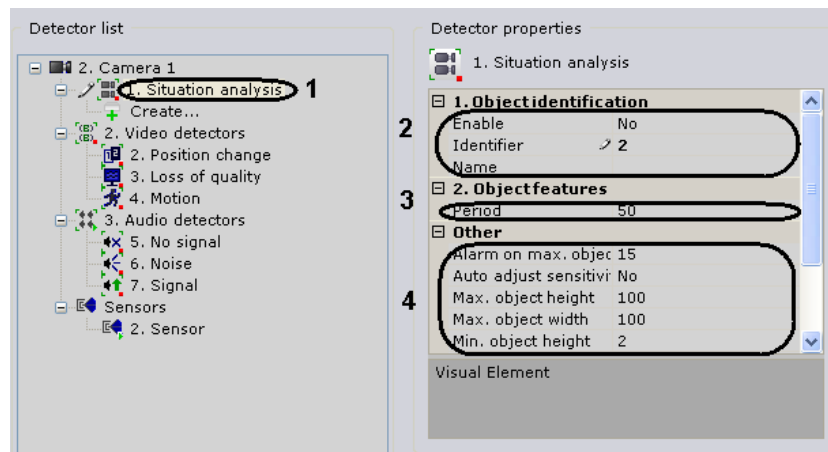 Detector list
2. Camera 1
1. Situation analysis
1
Create...
2. Video detectors
2. Position change
3. Loss of quality
4. Motion
3. Audio detectors
5. No signal
6. Noise
7. Signal
Sensors
2. Sensor
Detector properties
1. Situation analysis
1. Object identification
2
Enable No
Identifier 2
Name
2. Object features
3
Period 50
Other
4
Alarm on max. objec 15
Auto adjust sensitivi No
Max. object height 100
Max. object width 100
Min. object height 2
Visual Element